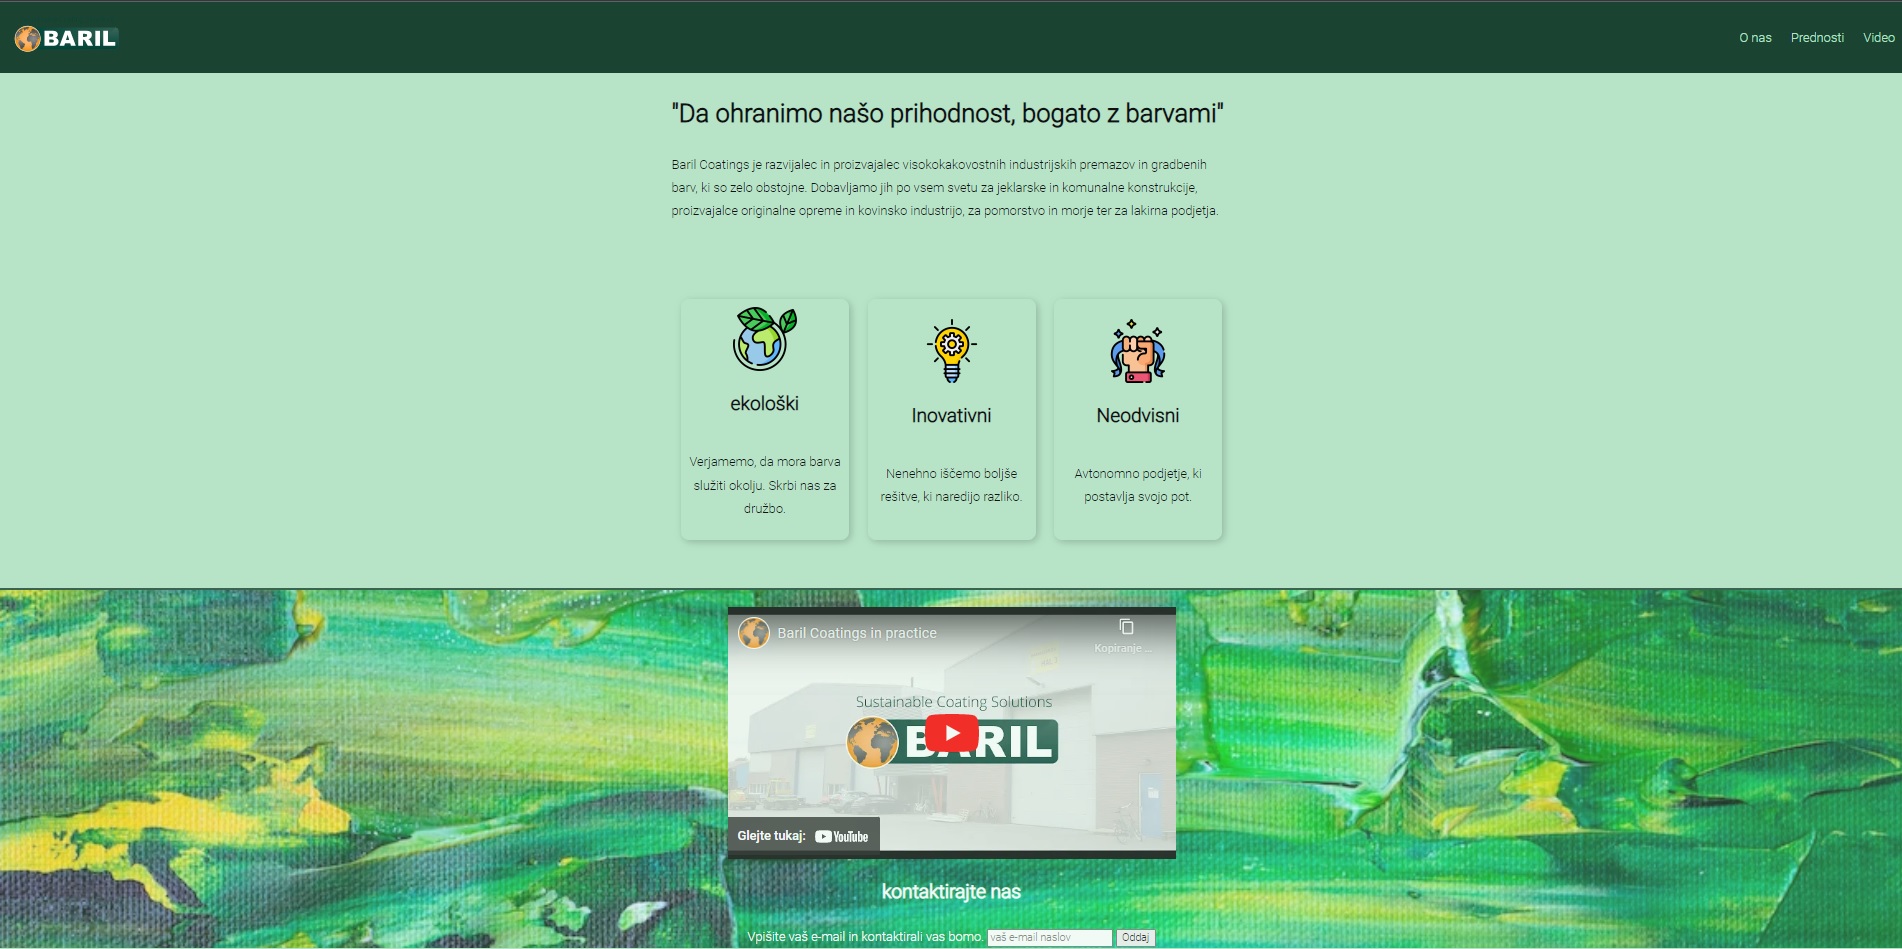 BARIL
O nas Prednosti Video
"Da ohranimo našo prihodnost, bogato z barvami"
Baril Coatings je razvijalec in proizvajalec visokokakovostnih industrijskih premazov in gradbenih
barv, ki so zelo obstojne. Dobavljamo jih po vsem svetu za jeklarske in komunalne konstrukcije,
proizvajalce originalne opreme in kovinsko industrijo, za pomorstvo in morje ter za lakirna podjetja.
ekološki
Verjamemo, da mora barva
služiti okolju. Skrbi nas za
družbo.
Inovativni
Nenehno iščemo boljše
rešitve, ki naredijo razliko.
Neodvisni
Avtonomno podjetje, ki
postavlja svojo pot.
Baril Coatings in practice
Kopiranje ...
Sustainable Coating Solutions
BARIL
Glejte tukaj: YouTube
kontaktirajte nas
Vpišite vaš e-mail in kontaktirali vas bomo. vaš e-mail naslov Oddaj